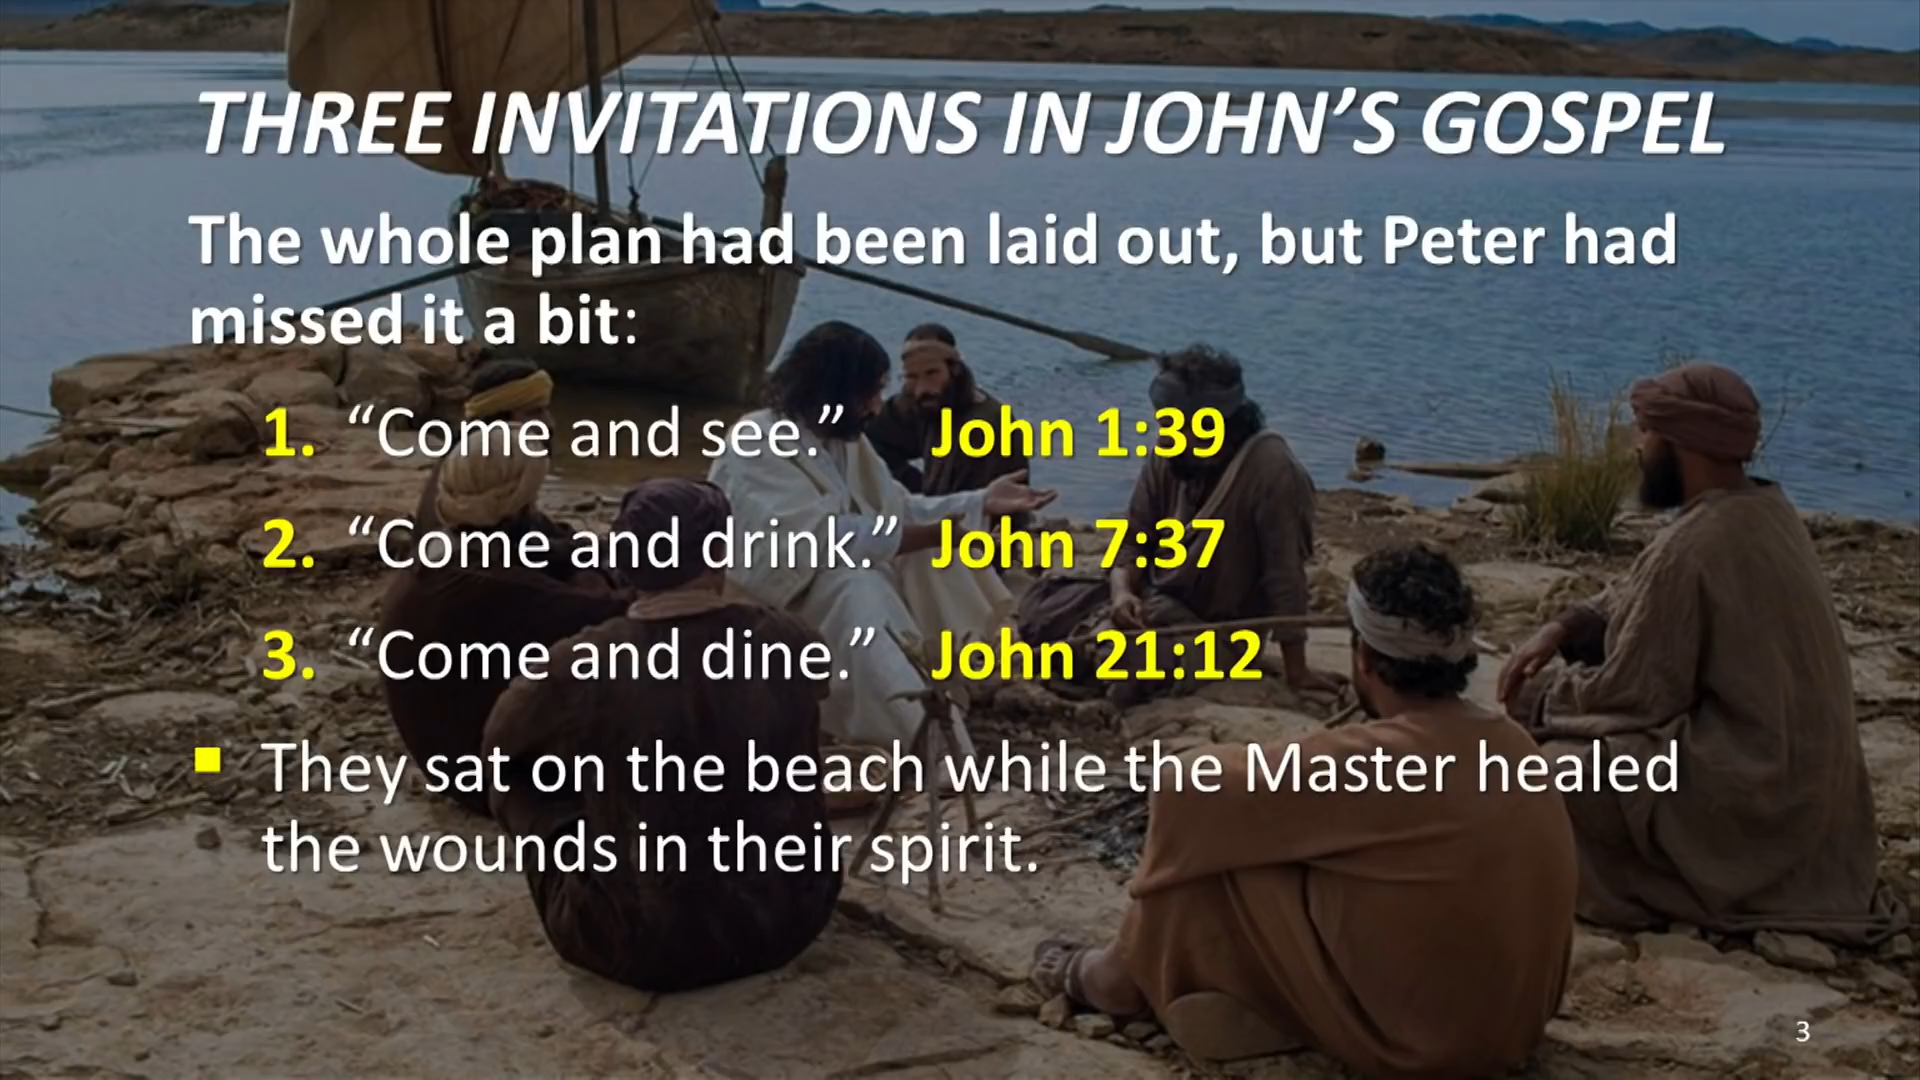 THREE INVITATIONS IN JOHN’S GOSPEL
The whole plan had been laid out, but Peter had
missed it a bit:
1. “Come and see.” John 1:39
2. “Come and drink.” John 7:37
3. “Come and dine.” John 21:12
▪ They sat on the beach while the Master healed
the wounds in their spirit.
3